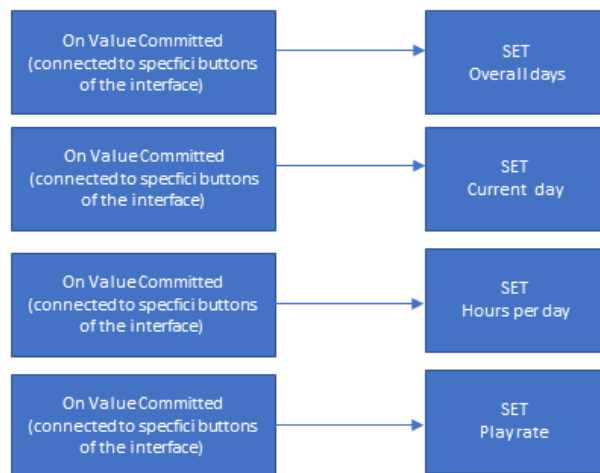 On Value Committed
(connected to specfici buttons
of the interface)
SET
Overall days
On Value Committed
(connected to specfici buttons
of the interface)
SET
Current day
On Value Committed
(connected to specfici buttons
of the interface)
SET
Hours per day
On Value Committed
(connected to specfici buttons
of the interface)
SET
Play rate